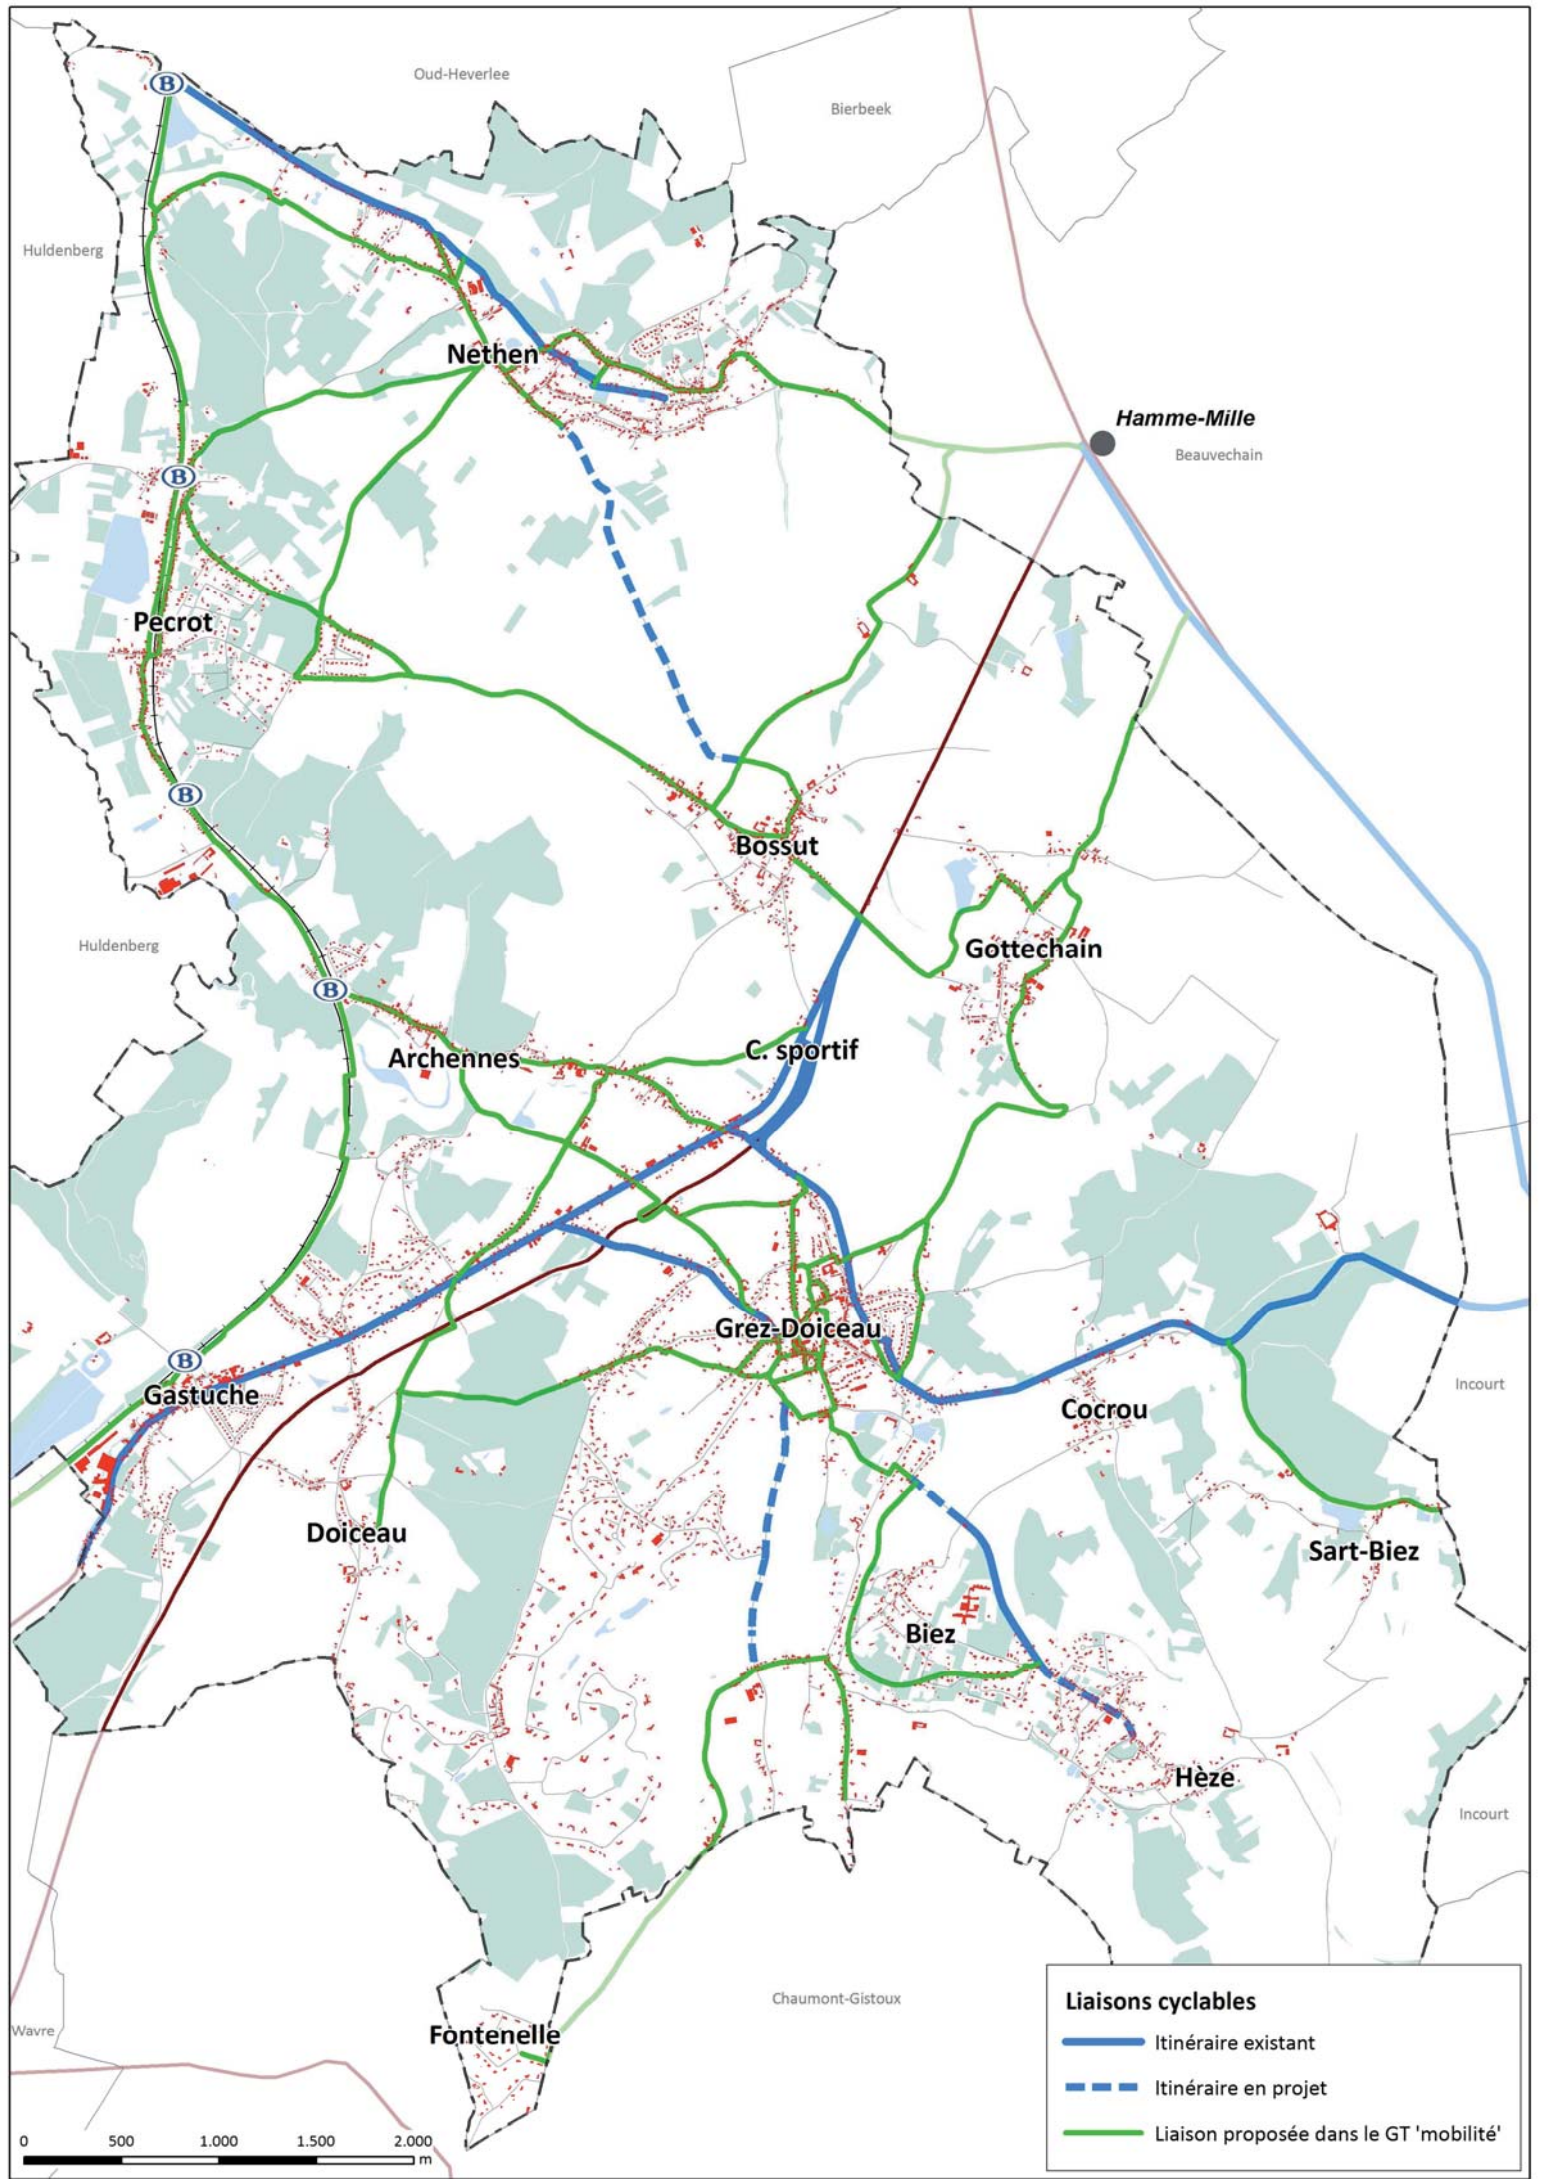 B
Oud-Heverlee
Bierbeek
Huldenberg
Nethen
Hamme-Mille
Beauvechain
B
Pecrot
B
Bossut
Huldenberg
Gottechain
B
Archennes
C. sportif
Grez-Doiceau
B
Gastuche
Incourt
Cocrou
Doiceau
Sart-Biez
Biez
Hèze
Incourt
Chaumont-Gistoux
Wavre
Fontenelle
Liaisons cyclables
Itinéraire existant
Itinéraire en projet
Liaison proposée dans le GT 'mobilité'
0 500 1.000 1.500 2.000
m